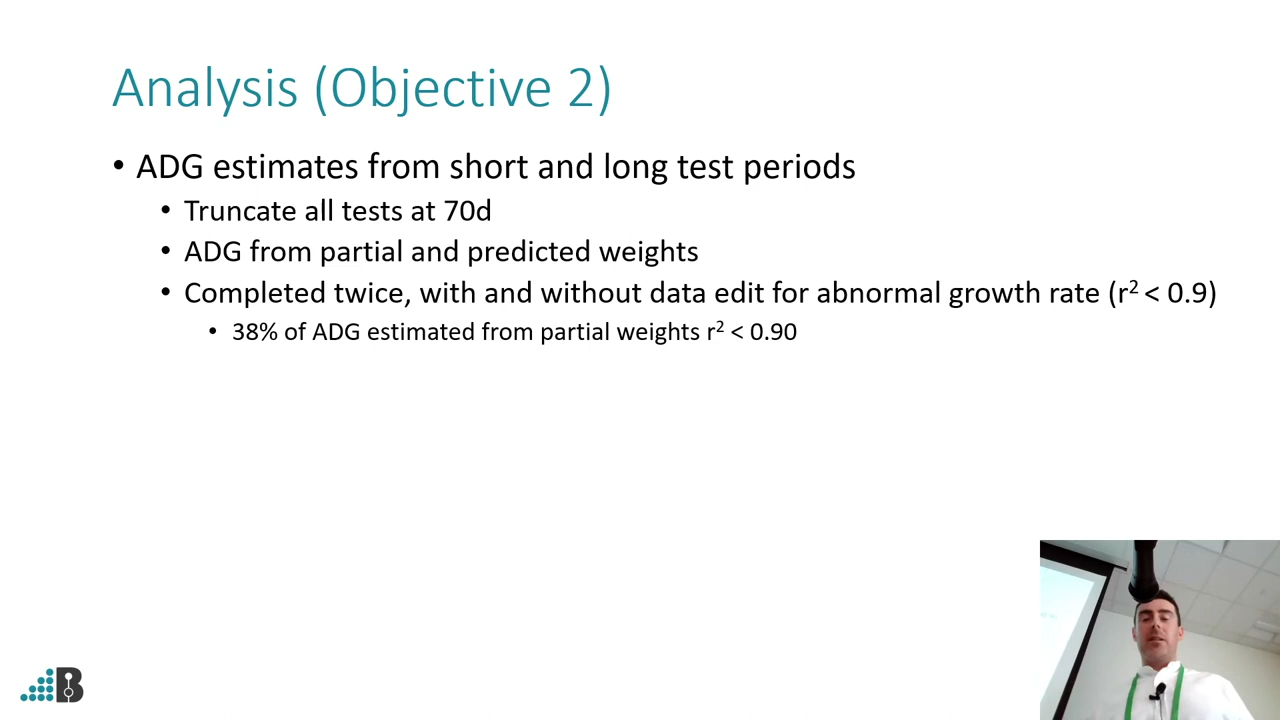 Analysis (Objective 2)
• ADG estimates from short and long test periods
• Truncate all tests at 70d
• ADG from partial and predicted weights
• Completed twice, with and without data edit for abnormal growth rate (r² < 0.9)
• 38% of ADG estimated from partial weights r² < 0.90
B